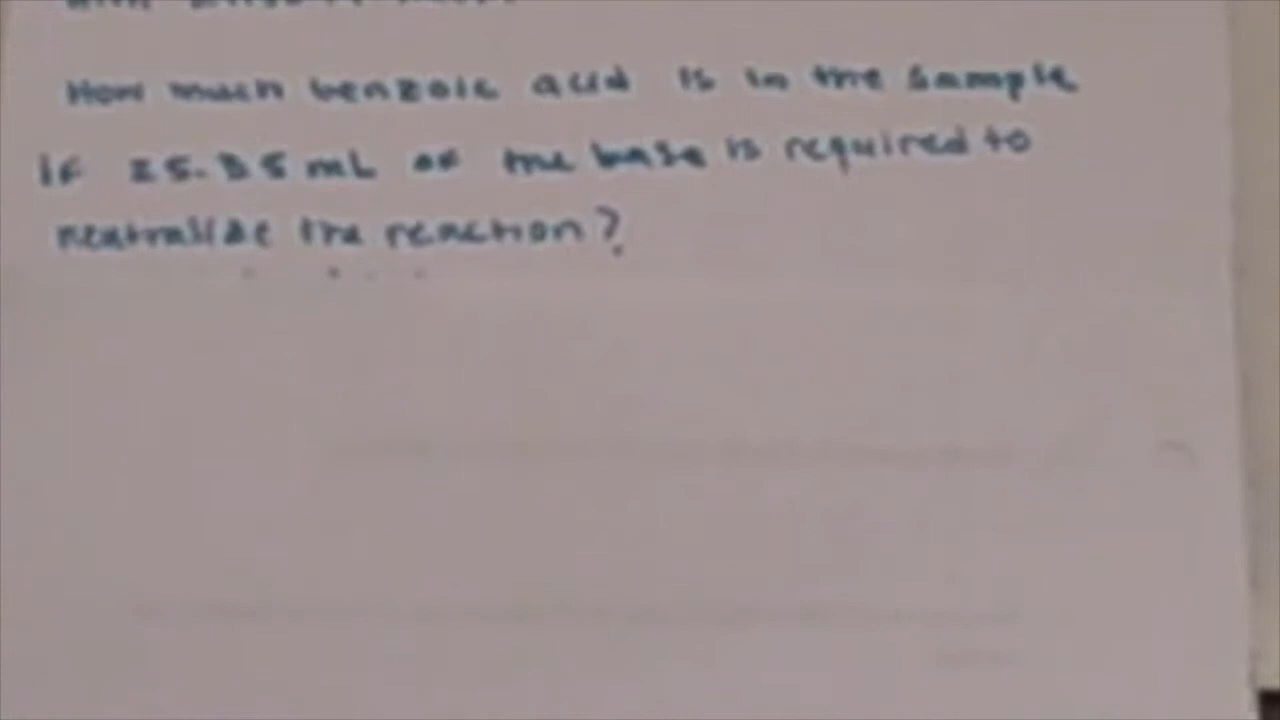 How much benzoic acid is in the sample
if 25.35 mL of the base is required to
neutralize the reaction?